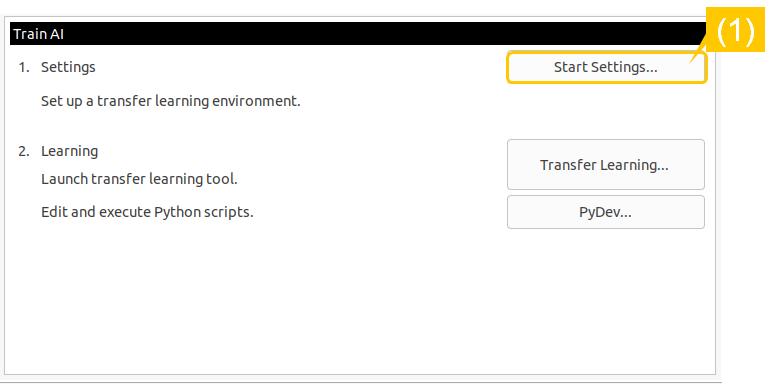 Train AI
(1)
1. Settings
Start Settings...
Set up a transfer learning environment.
2. Learning
Launch transfer learning tool.
Transfer Learning...
Edit and execute Python scripts.
PyDev...